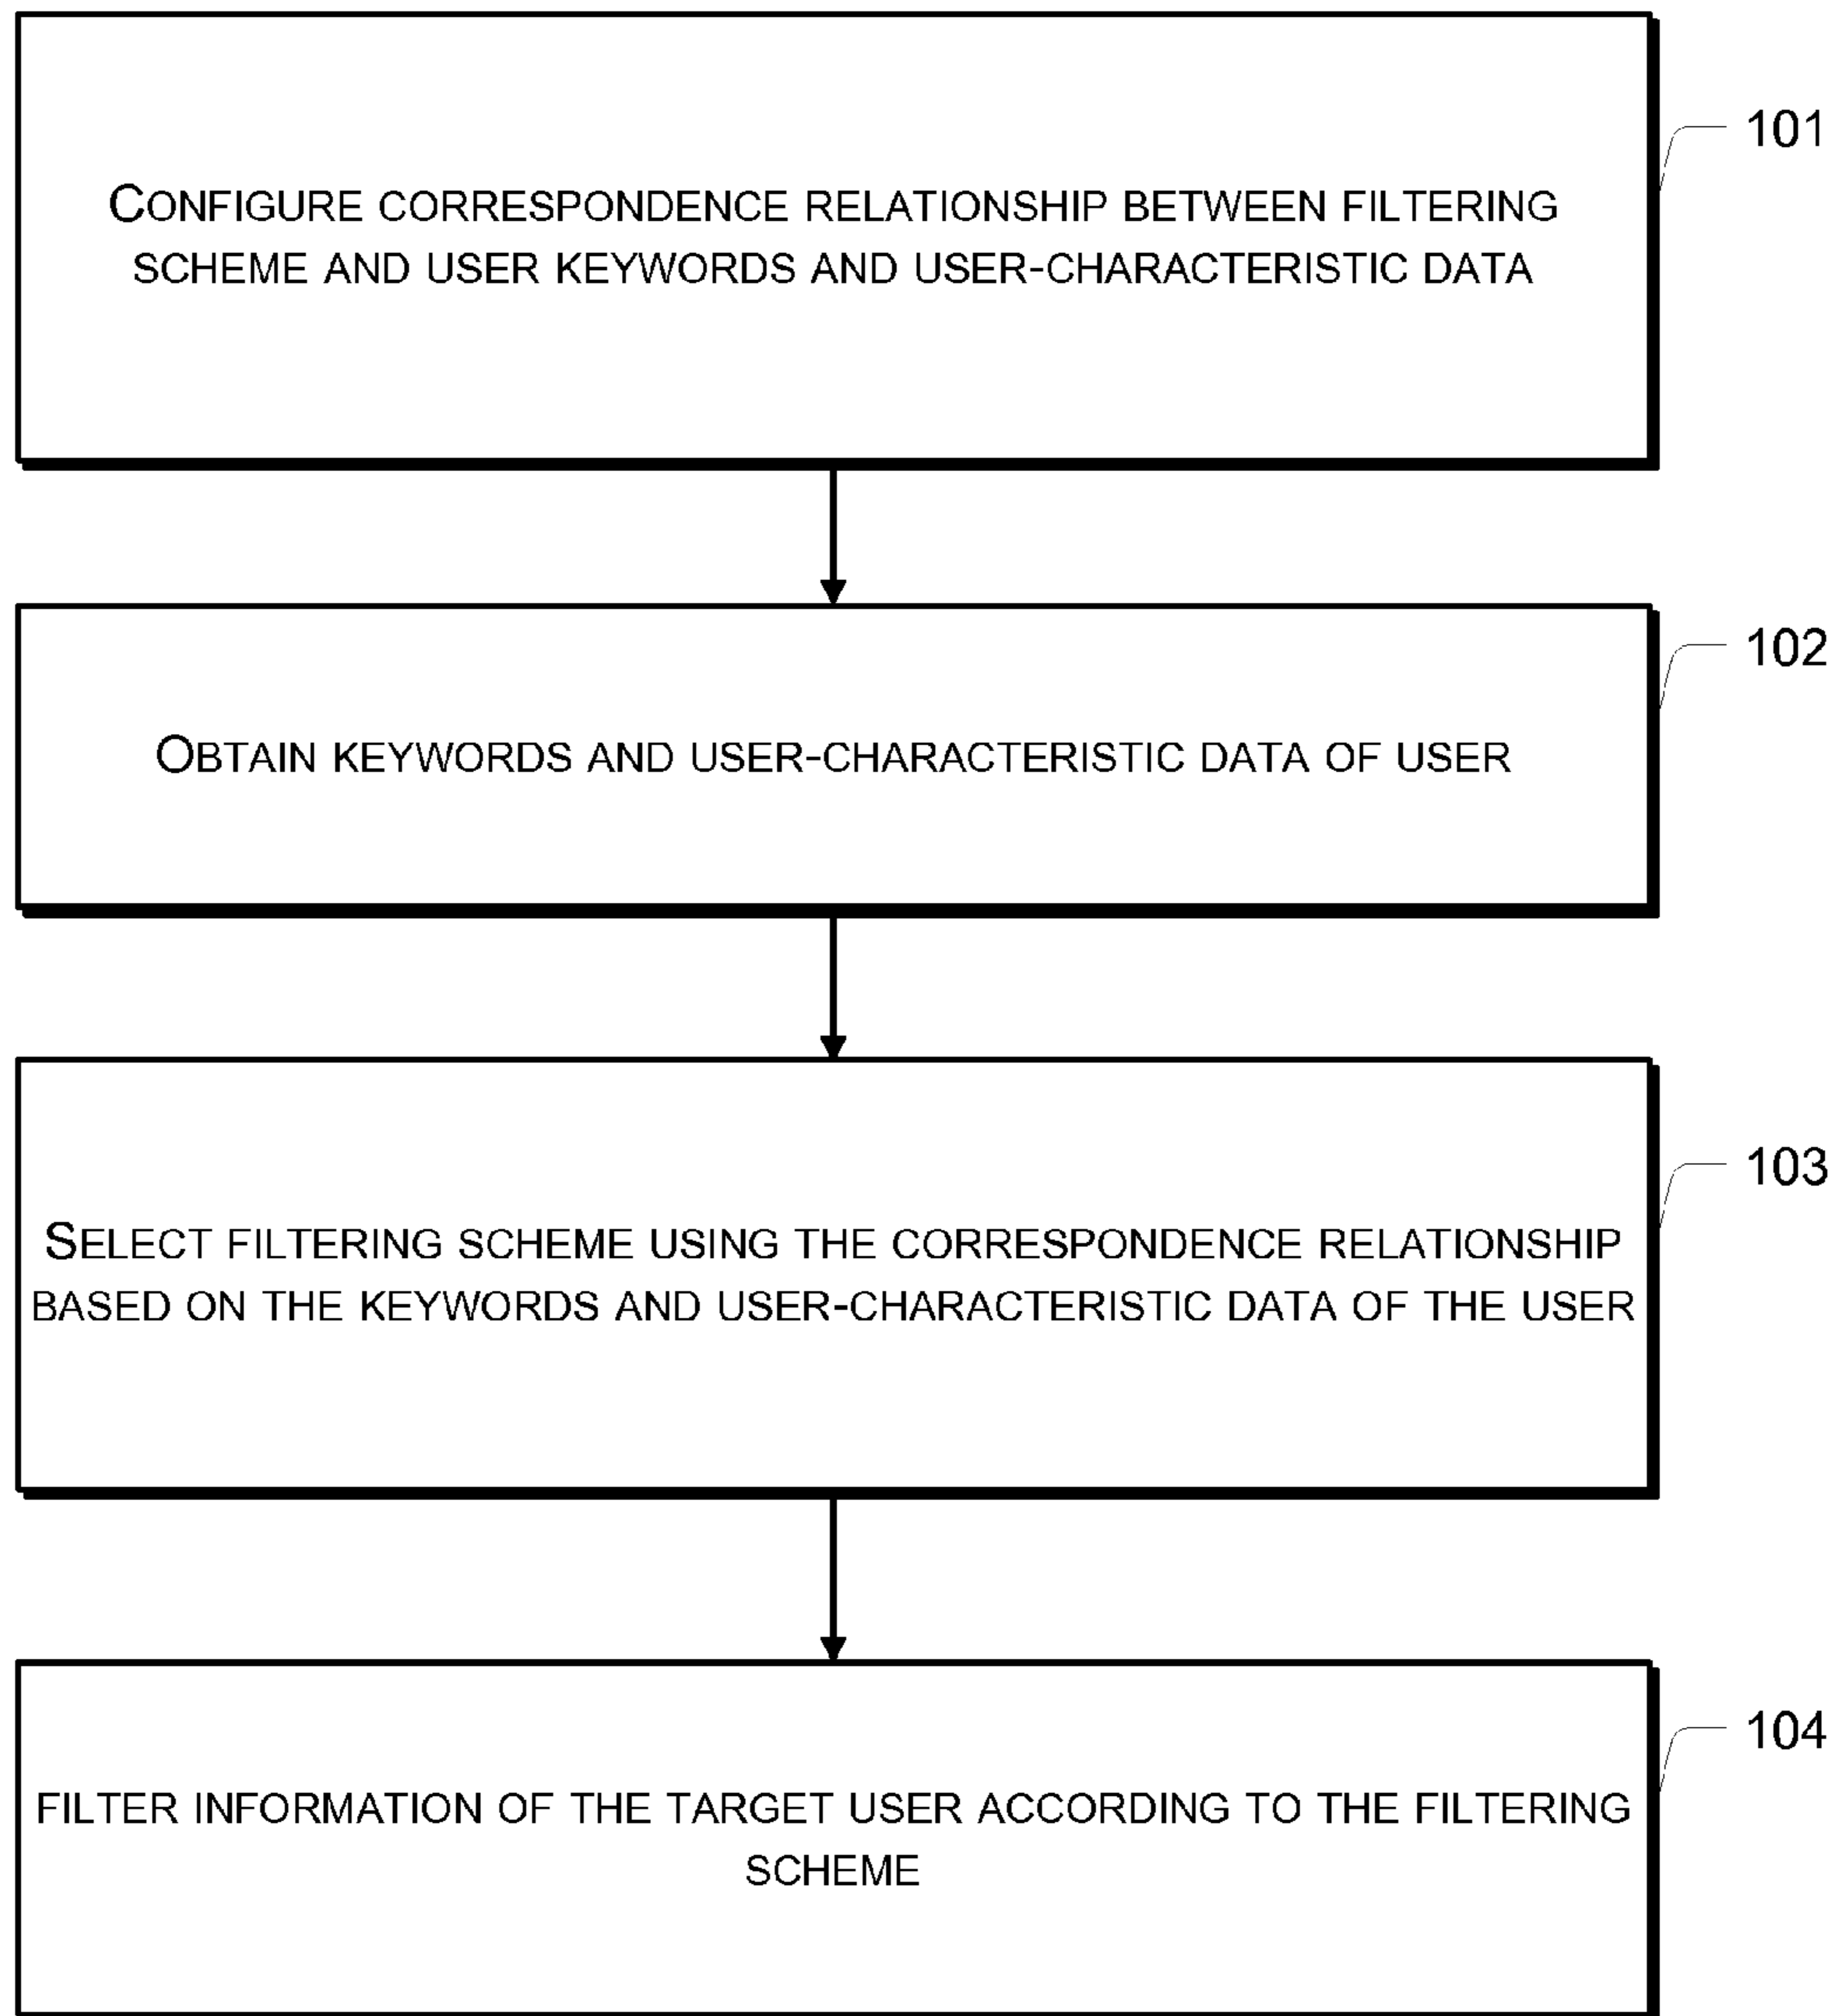 CONFIGURE CORRESPONDENCE RELATIONSHIP BETWEEN FILTERING
SCHEME AND USER KEYWORDS AND USER-CHARACTERISTIC DATA
101
OBTAIN KEYWORDS AND USER-CHARACTERISTIC DATA OF USER
102
SELECT FILTERING SCHEME USING THE CORRESPONDENCE RELATIONSHIP
BASED ON THE KEYWORDS AND USER-CHARACTERISTIC DATA OF THE USER
103
FILTER INFORMATION OF THE TARGET USER ACCORDING TO THE FILTERING
SCHEME
104